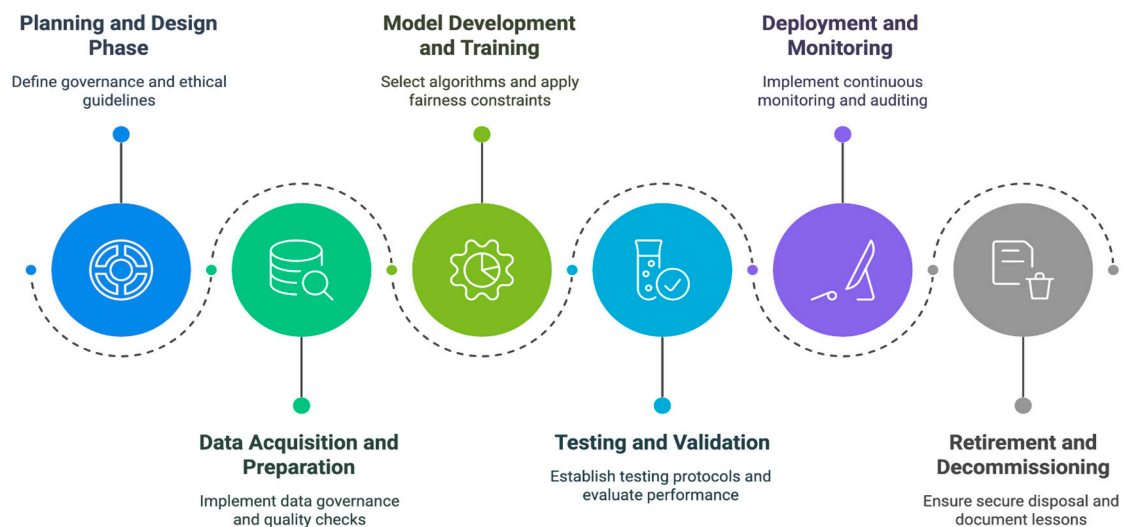 Planning and Design
Phase
Define governance and ethical
guidelines
Model Development
and Training
Select algorithms and apply
fairness constraints
Deployment and
Monitoring
Implement continuous
monitoring and auditing
Data Acquisition and
Preparation
Implement data governance
and quality checks
Testing and Validation
Establish testing protocols and
evaluate performance
Retirement and
Decommissioning
Ensure secure disposal and
document lessons